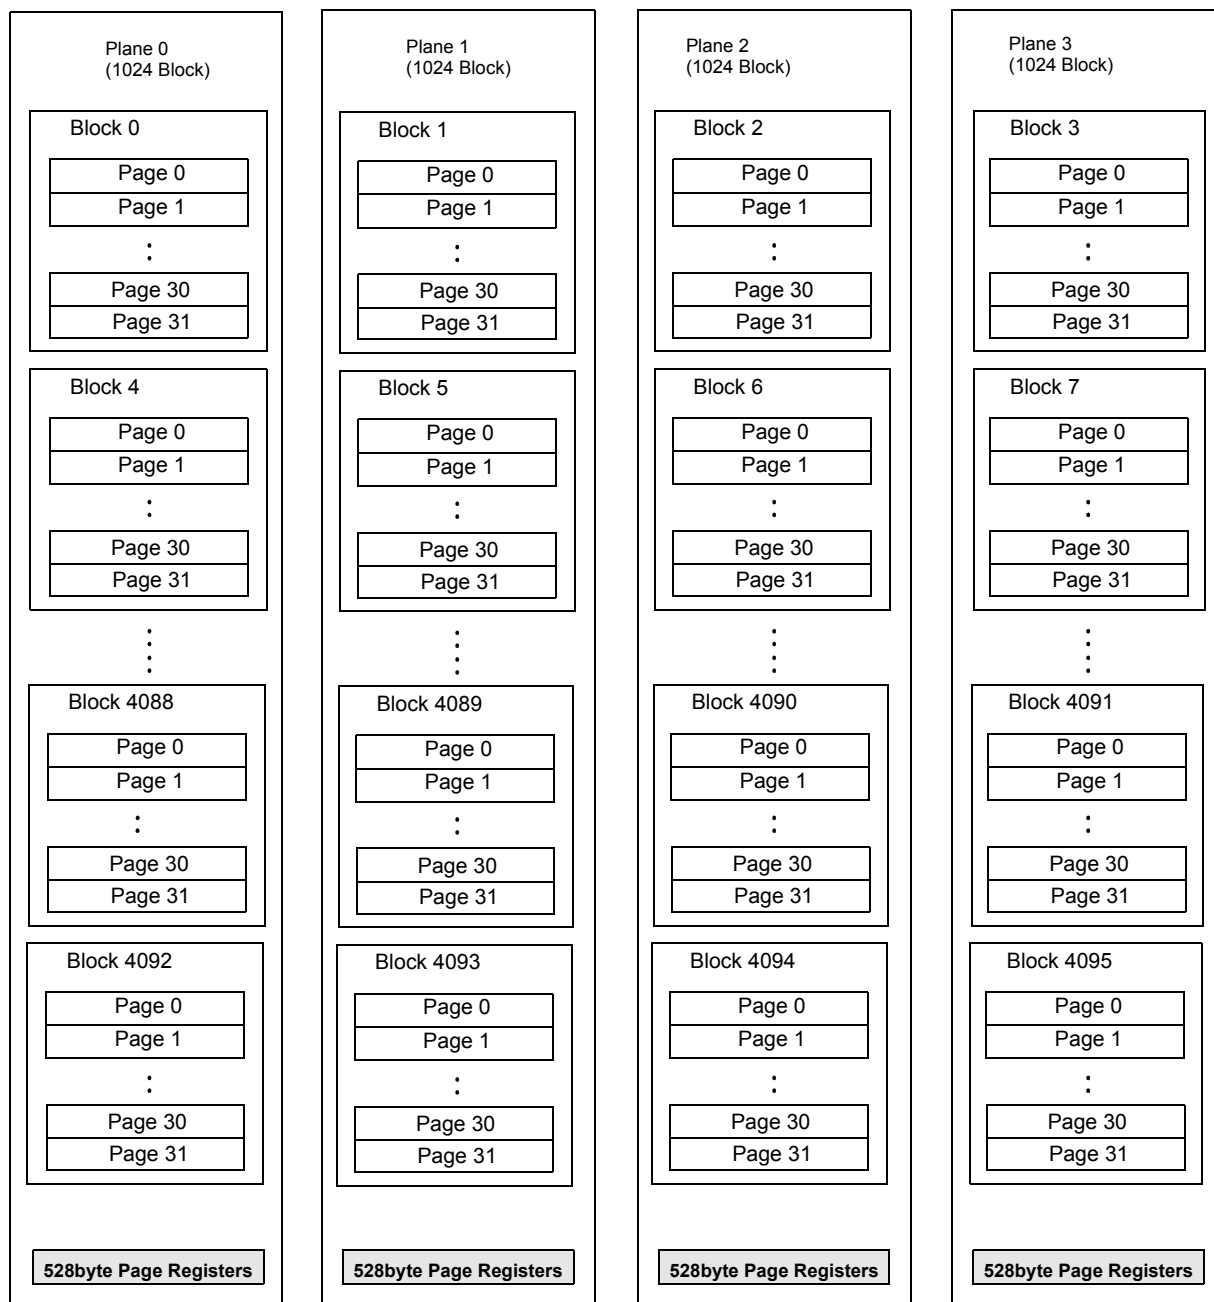 Plane 0
(1024 Block)
Block 0
Page 0
Page 1
Page 30
Page 31
Block 4
Page 0
Page 1
Page 30
Page 31
Block 4088
Page 0
Page 1
Page 30
Page 31
Block 4092
Page 0
Page 1
Page 30
Page 31
528byte Page Registers
Plane 1
(1024 Block)
Block 1
Page 0
Page 1
Page 30
Page 31
Block 5
Page 0
Page 1
Page 30
Page 31
Block 4089
Page 0
Page 1
Page 30
Page 31
Block 4093
Page 0
Page 1
Page 30
Page 31
528byte Page Registers
Plane 2
(1024 Block)
Block 2
Page 0
Page 1
Page 30
Page 31
Block 6
Page 0
Page 1
Page 30
Page 31
Block 4090
Page 0
Page 1
Page 30
Page 31
Block 4094
Page 0
Page 1
Page 30
Page 31
528byte Page Registers
Plane 3
(1024 Block)
Block 3
Page 0
Page 1
Page 30
Page 31
Block 7
Page 0
Page 1
Page 30
Page 31
Block 4091
Page 0
Page 1
Page 30
Page 31
Block 4095
Page 0
Page 1
Page 30
Page 31
528byte Page Registers